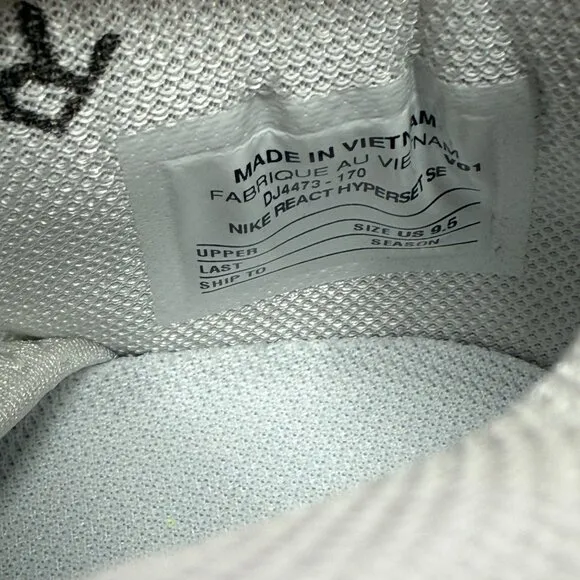 R
MADE IN VIETNAM
FABRIQUE AU VIETNAM
DJ4473-170 V01
NIKE REACT HYPERSET SE
UPPER SIZE US 9.5
LAST SEASON
SHIP TO